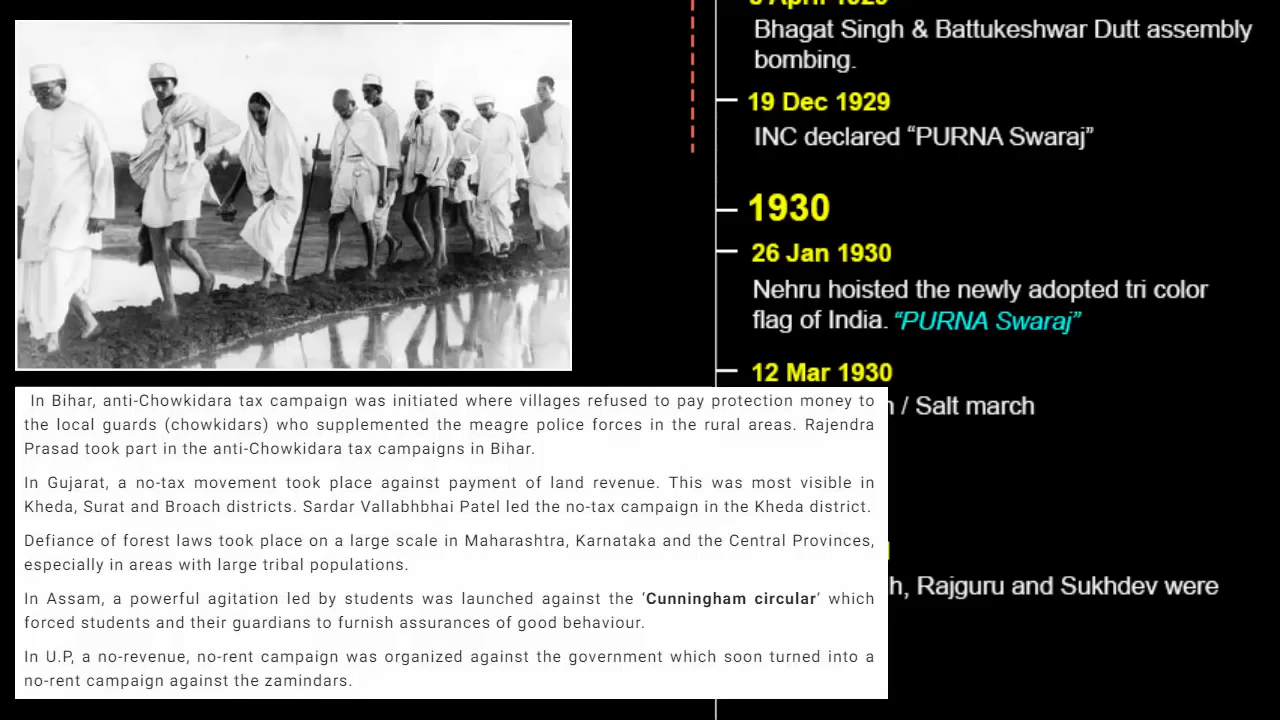 Bhagat Singh & Battukeshwar Dutt assembly
bombing.
19 Dec 1929
INC declared “PURNA Swaraj”
1930
26 Jan 1930
Nehru hoisted the newly adopted tri color
flag of India. “PURNA Swaraj”
12 Mar 1930
/ Salt march
Rajguru and Sukhdev were
In Bihar, anti-Chowkidara tax campaign was initiated where villages refused to pay protection money to
the local guards (chowkidars) who supplemented the meagre police forces in the rural areas. Rajendra
Prasad took part in the anti-Chowkidara tax campaigns in Bihar.
In Gujarat, a no-tax movement took place against payment of land revenue. This was most visible in
Kheda, Surat and Broach districts. Sardar Vallabhbhai Patel led the no-tax campaign in the Kheda district.
Defiance of forest laws took place on a large scale in Maharashtra, Karnataka and the Central Provinces,
especially in areas with large tribal populations.
In Assam, a powerful agitation led by students was launched against the ‘Cunningham circular’ which
forced students and their guardians to furnish assurances of good behaviour.
In U.P, a no-revenue, no-rent campaign was organized against the government which soon turned into a
no-rent campaign against the zamindars.